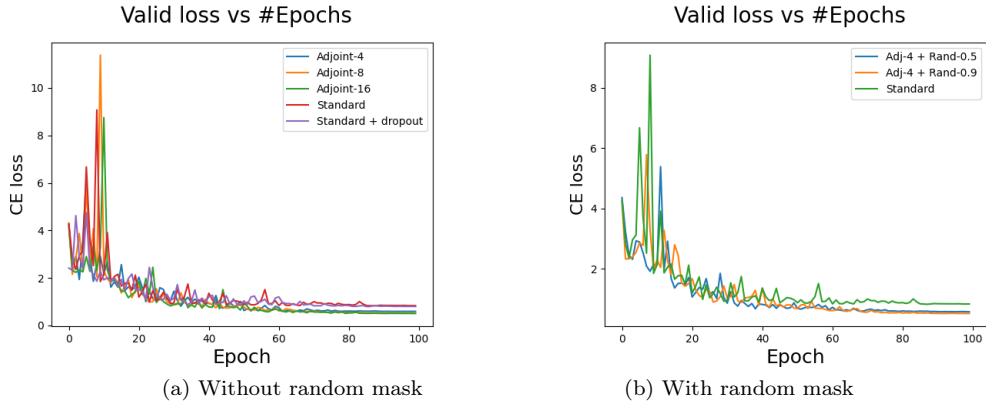 Valid loss vs #Epochs
CE loss
10
8
6
4
2
0
0
20
40
60
80
100
Epoch
Adjoint-4
Adjoint-8
Adjoint-16
Standard
Standard + dropout
(a) Without random mask
Valid loss vs #Epochs
CE loss
8
6
4
2
0
20
40
60
80
100
Epoch
Adj-4 + Rand-0.5
Adj-4 + Rand-0.9
Standard
(b) With random mask